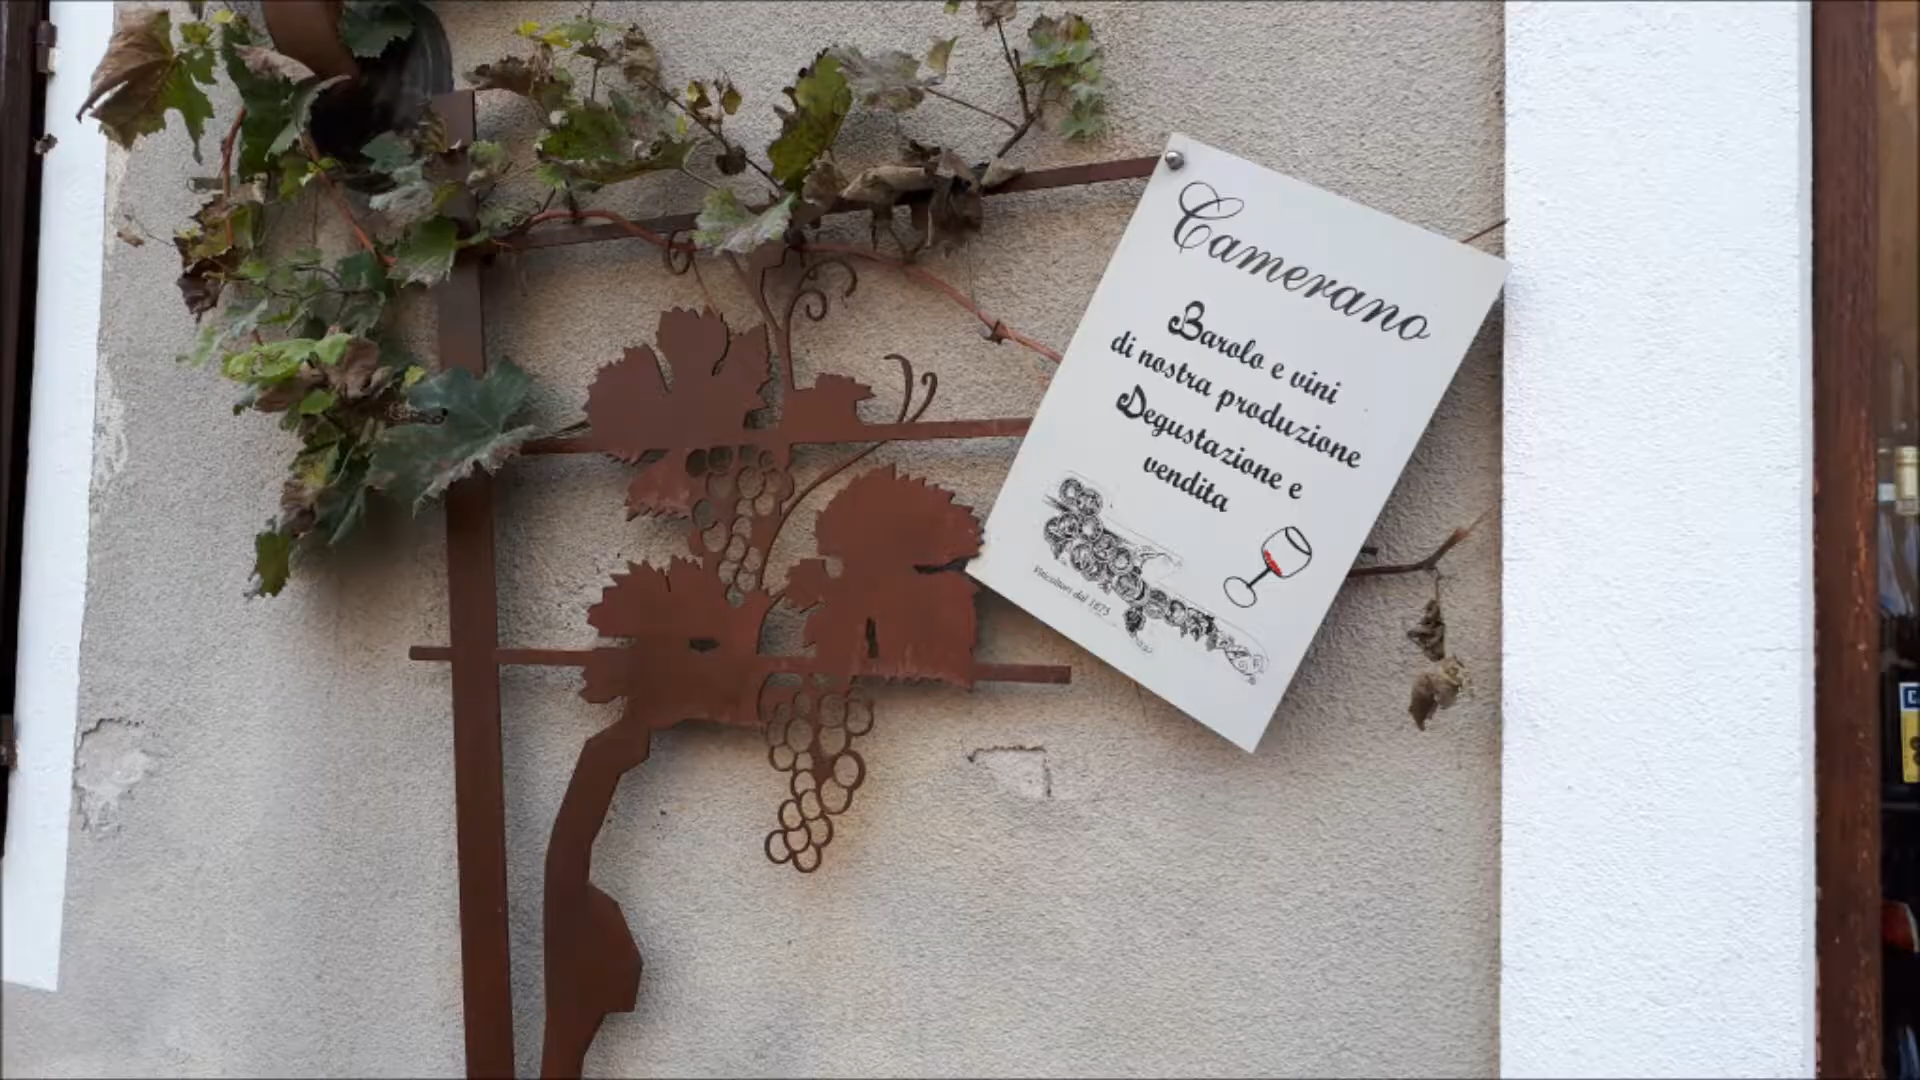 Camerano
Barolo e vini
di nostra produzione
Degustazione e
vendita
Viticoltori dal 1875